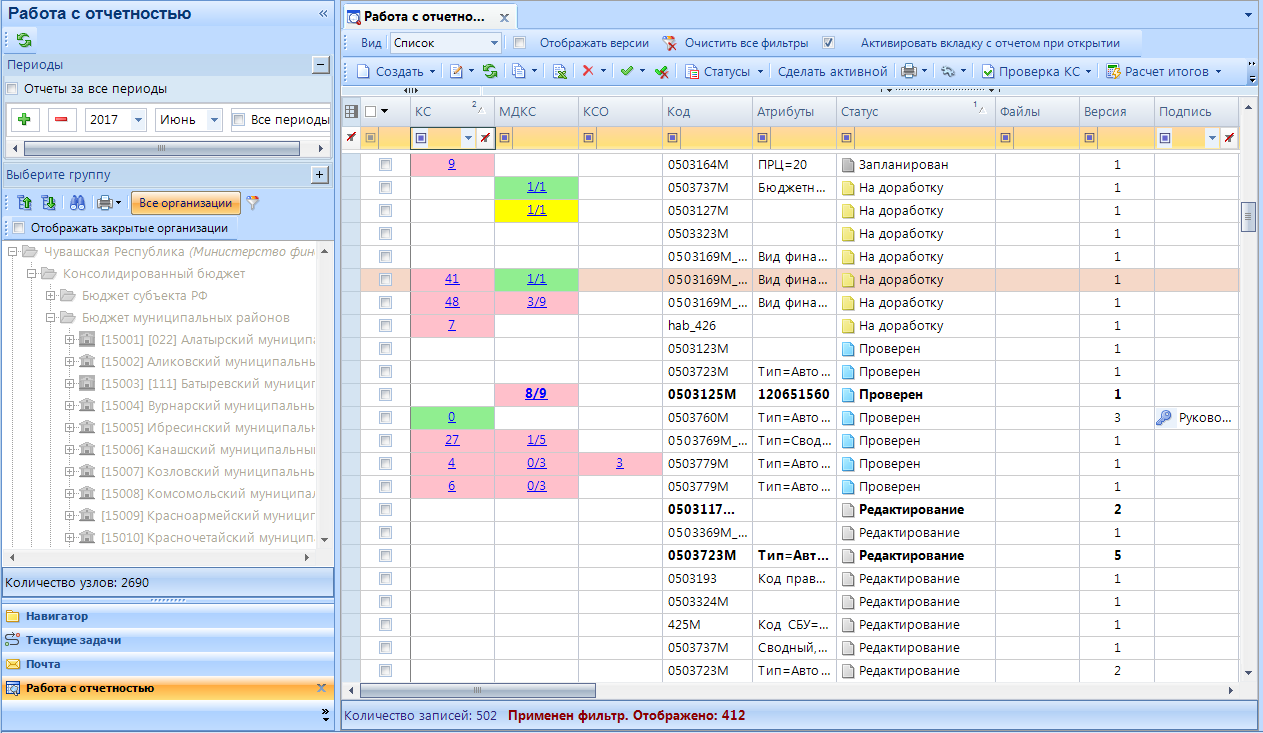 Работа с отчетностью «
Периоды
Отчеты за все периоды
2017 Июнь Все периоды
Выберите группу
Все организации
Отображать закрытые организации
Чувашская Республика (Министерство фин
Консолидированный бюджет
Бюджет субъекта РФ
Бюджет муниципальных районов
[15001] [022] Алатырский муницип
[15002] Аликовский муниципальн
[15003] [111] Батыревский муницип
[15004] Вурнарский муниципальны
[15005] Ибресинский муниципальн
[15006] Канашский муниципальны
[15007] Козловский муниципальн
[15008] Комсомольский муниципал
[15009] Красноармейский муницип
[15010] Красночетайский муницип
Количество узлов: 2690
Навигатор
Текущие задачи
Почта
Работа с отчетностью
Работа с отчетно...
Вид Список Отображать версии Очистить все фильтры Активировать вкладку с отчетом при открытии
Создать Статусы Сделать активной Проверка КС Расчет итогов
КС 2 МДКС КСО Код Атрибуты Статус 1 Файлы Версия Подпись
9 0503164М ПРЦ=20 Запланирован 1
1/1 0503737М Бюджетн... На доработку 1
1/1 0503127М На доработку 1
0503323М На доработку 1
0503169М_... Вид фина... На доработку 1
41 1/1 0503169М_... Вид фина... На доработку 1
48 3/9 0503169М_... Вид фина... На доработку 1
7 hab_426 На доработку 1
0503123М Проверен 1
0503723М Тип=Авто ... Проверен 1
8/9 0503125М 120651560 Проверен 1
0 0503760М Тип=Авто ... Проверен 3 Руково...
27 1/5 0503769М_... Тип=Свод... Проверен 1
4 0/3 3 0503779М Тип=Авто ... Проверен 1
6 0/3 0503779М Тип=Авто ... Проверен 1
0503117... Редактирование 2
0503369М_... Редактирование 1
0503723М Тип=Авт... Редактирование 5
0503193 Код прав... Редактирование 1
0503324М Редактирование 1
425М Код СБУ=... Редактирование 1
0503737М Сводный,... Редактирование 1
0503723М Тип=Авто ... Редактирование 2
Количество записей: 502 Применен фильтр. Отображено: 412